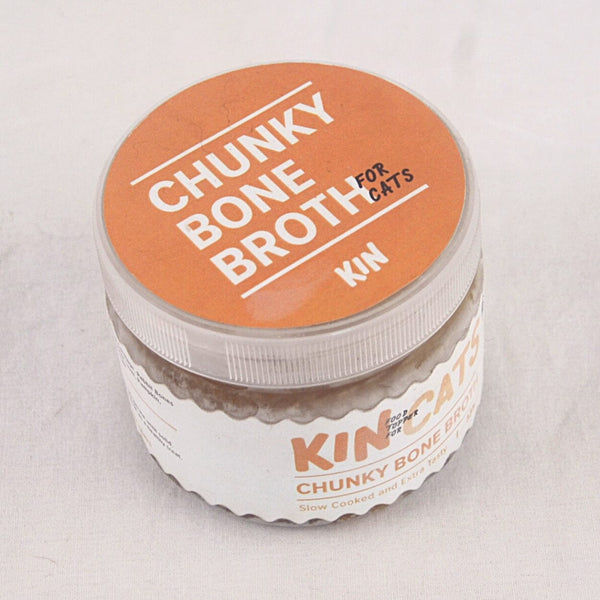 CHUNKY
BONE
BROTH
FOR
CATS
KIN
KIN
FOOD
TOPPER
FOR
CATS
CHUNKY BONE BROTH
Slow Cooked and Extra Tasty
Bones